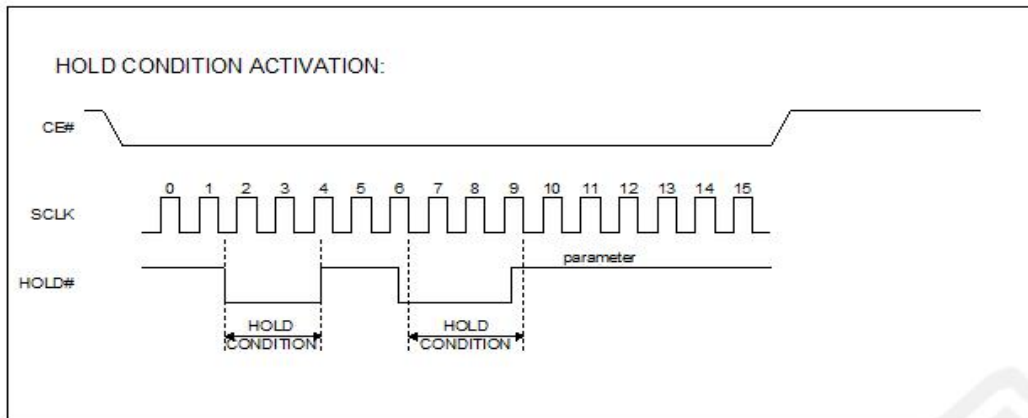 HOLD CONDITION ACTIVATION:
CE#
0 1 2 3 4 5 6 7 8 9 10 11 12 13 14 15
SCLK
parameter
HOLD#
HOLD HOLD
CONDITION CONDITION